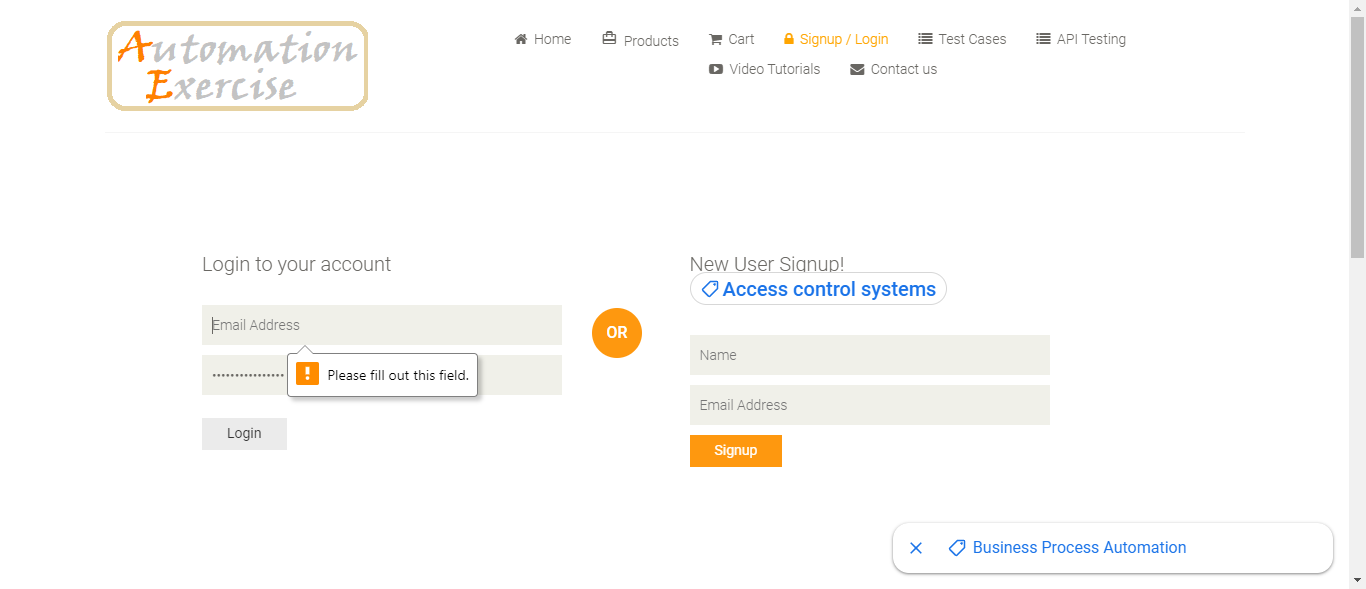 Automation
Exercise
Home
Products
Cart
Signup / Login
Test Cases
API Testing
Video Tutorials
Contact us
Login to your account
Email Address
••••••••••••••••
Please fill out this field.
Login
OR
New User Signup!
Access control systems
Name
Email Address
Signup
Business Process Automation